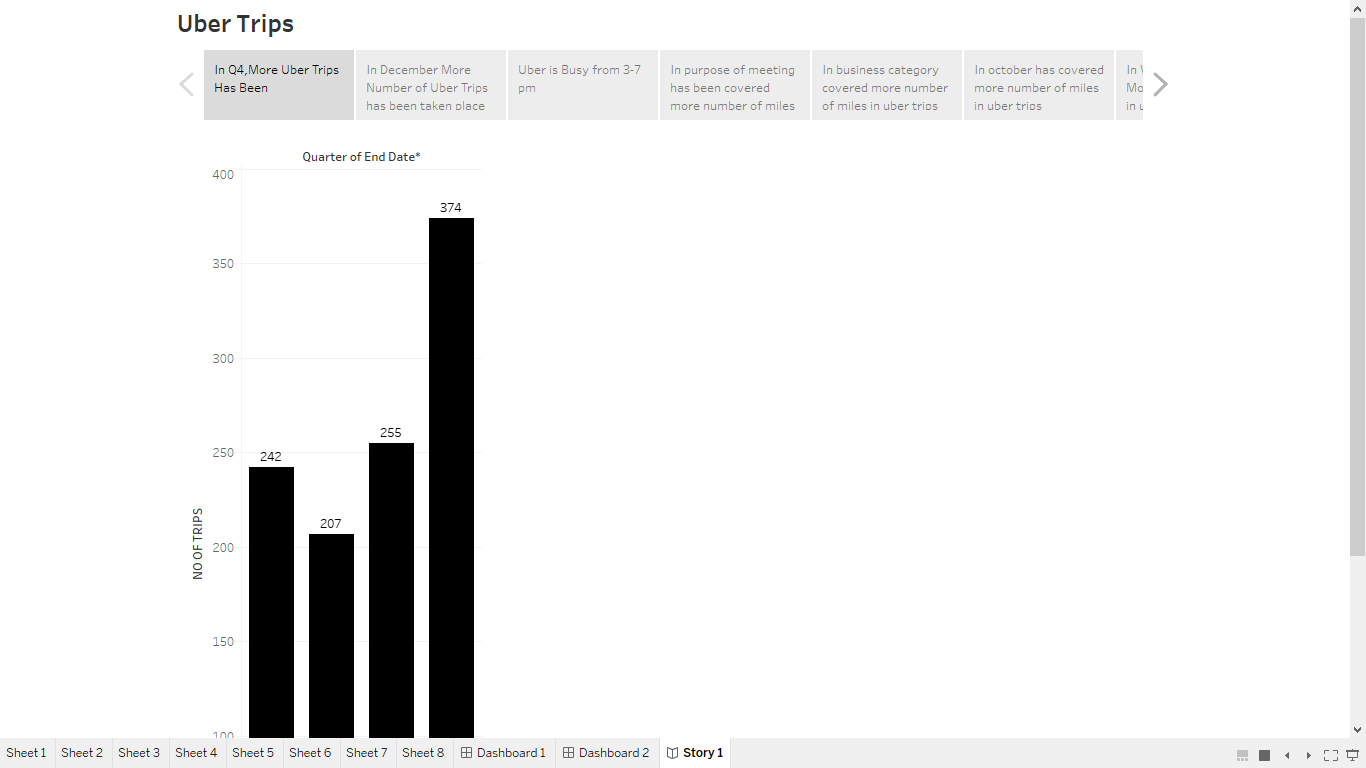 Uber Trips
In Q4,More Uber Trips
Has Been
In December More
Number of Uber Trips
has been taken place
Uber is Busy from 3-7
pm
In purpose of meeting
has been covered
more number of miles
In business category
covered more number
of miles in uber trips
In october has covered
more number of miles
in uber trips
In
Mo
in u
Quarter of End Date*
400
374
350
300
255
250
242
207
200
NO OF TRIPS
150
100
Sheet 1 Sheet 2 Sheet 3 Sheet 4 Sheet 5 Sheet 6 Sheet 7 Sheet 8 Dashboard 1 Dashboard 2 Story 1